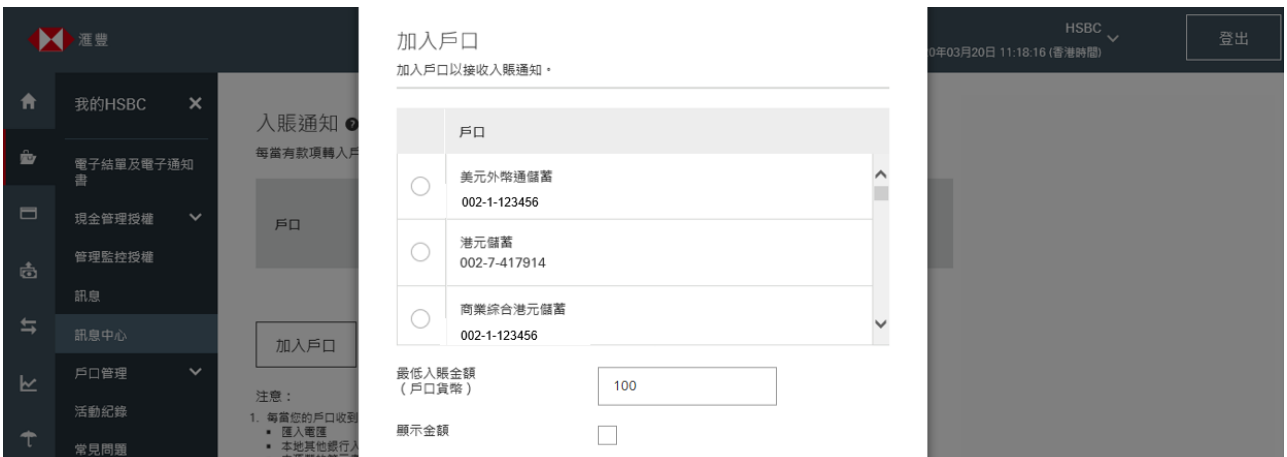 滙豐
HSBC
0年03月20日 11:18:16 (香港時間)
登出
我的HSBC
電子結單及電子通知
書
現金管理授權
管理監控授權
訊息
訊息中心
戶口管理
活動紀錄
常見問題
入賬通知
每當有款項轉入戶
戶口
加入戶口
注意：
1. 每當您的戶口收到
匯入電匯
本地其他銀行入
加入戶口
加入戶口以接收入賬通知。
戶口
美元外幣通儲蓄
002-1-123456
港元儲蓄
002-7-417914
商業綜合港元儲蓄
002-1-123456
最低入賬金額
（戶口貨幣）
100
顯示金額